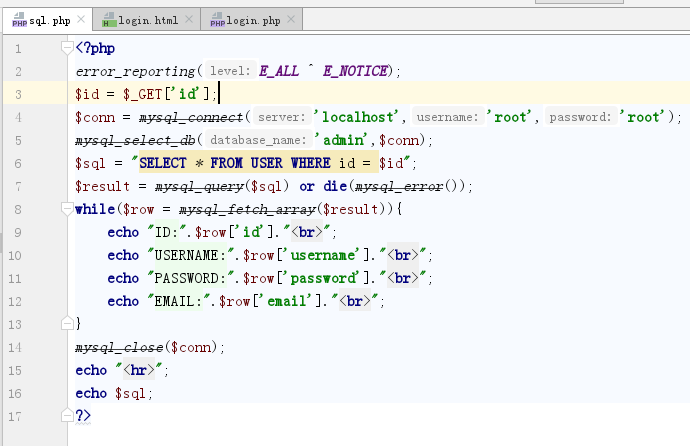 sql.php login.html login.php
1 <?php
2 error_reporting( level: E_ALL ^ E_NOTICE);
3 $id = $_GET['id'];
4 $conn = mysql_connect( server: 'localhost', username: 'root', password: 'root');
5 mysql_select_db( database_name: 'admin',$conn);
6 $sql = "SELECT * FROM USER WHERE id = $id";
7 $result = mysql_query($sql) or die(mysql_error());
8 while($row = mysql_fetch_array($result)){
9 echo "ID:".$row['id']."<br>";
10 echo "USERNAME:".$row['username']."<br>";
11 echo "PASSWORD:".$row['password']."<br>";
12 echo "EMAIL:".$row['email']."<br>";
13 }
14 mysql_close($conn);
15 echo "<hr>";
16 echo $sql;
17 ?>